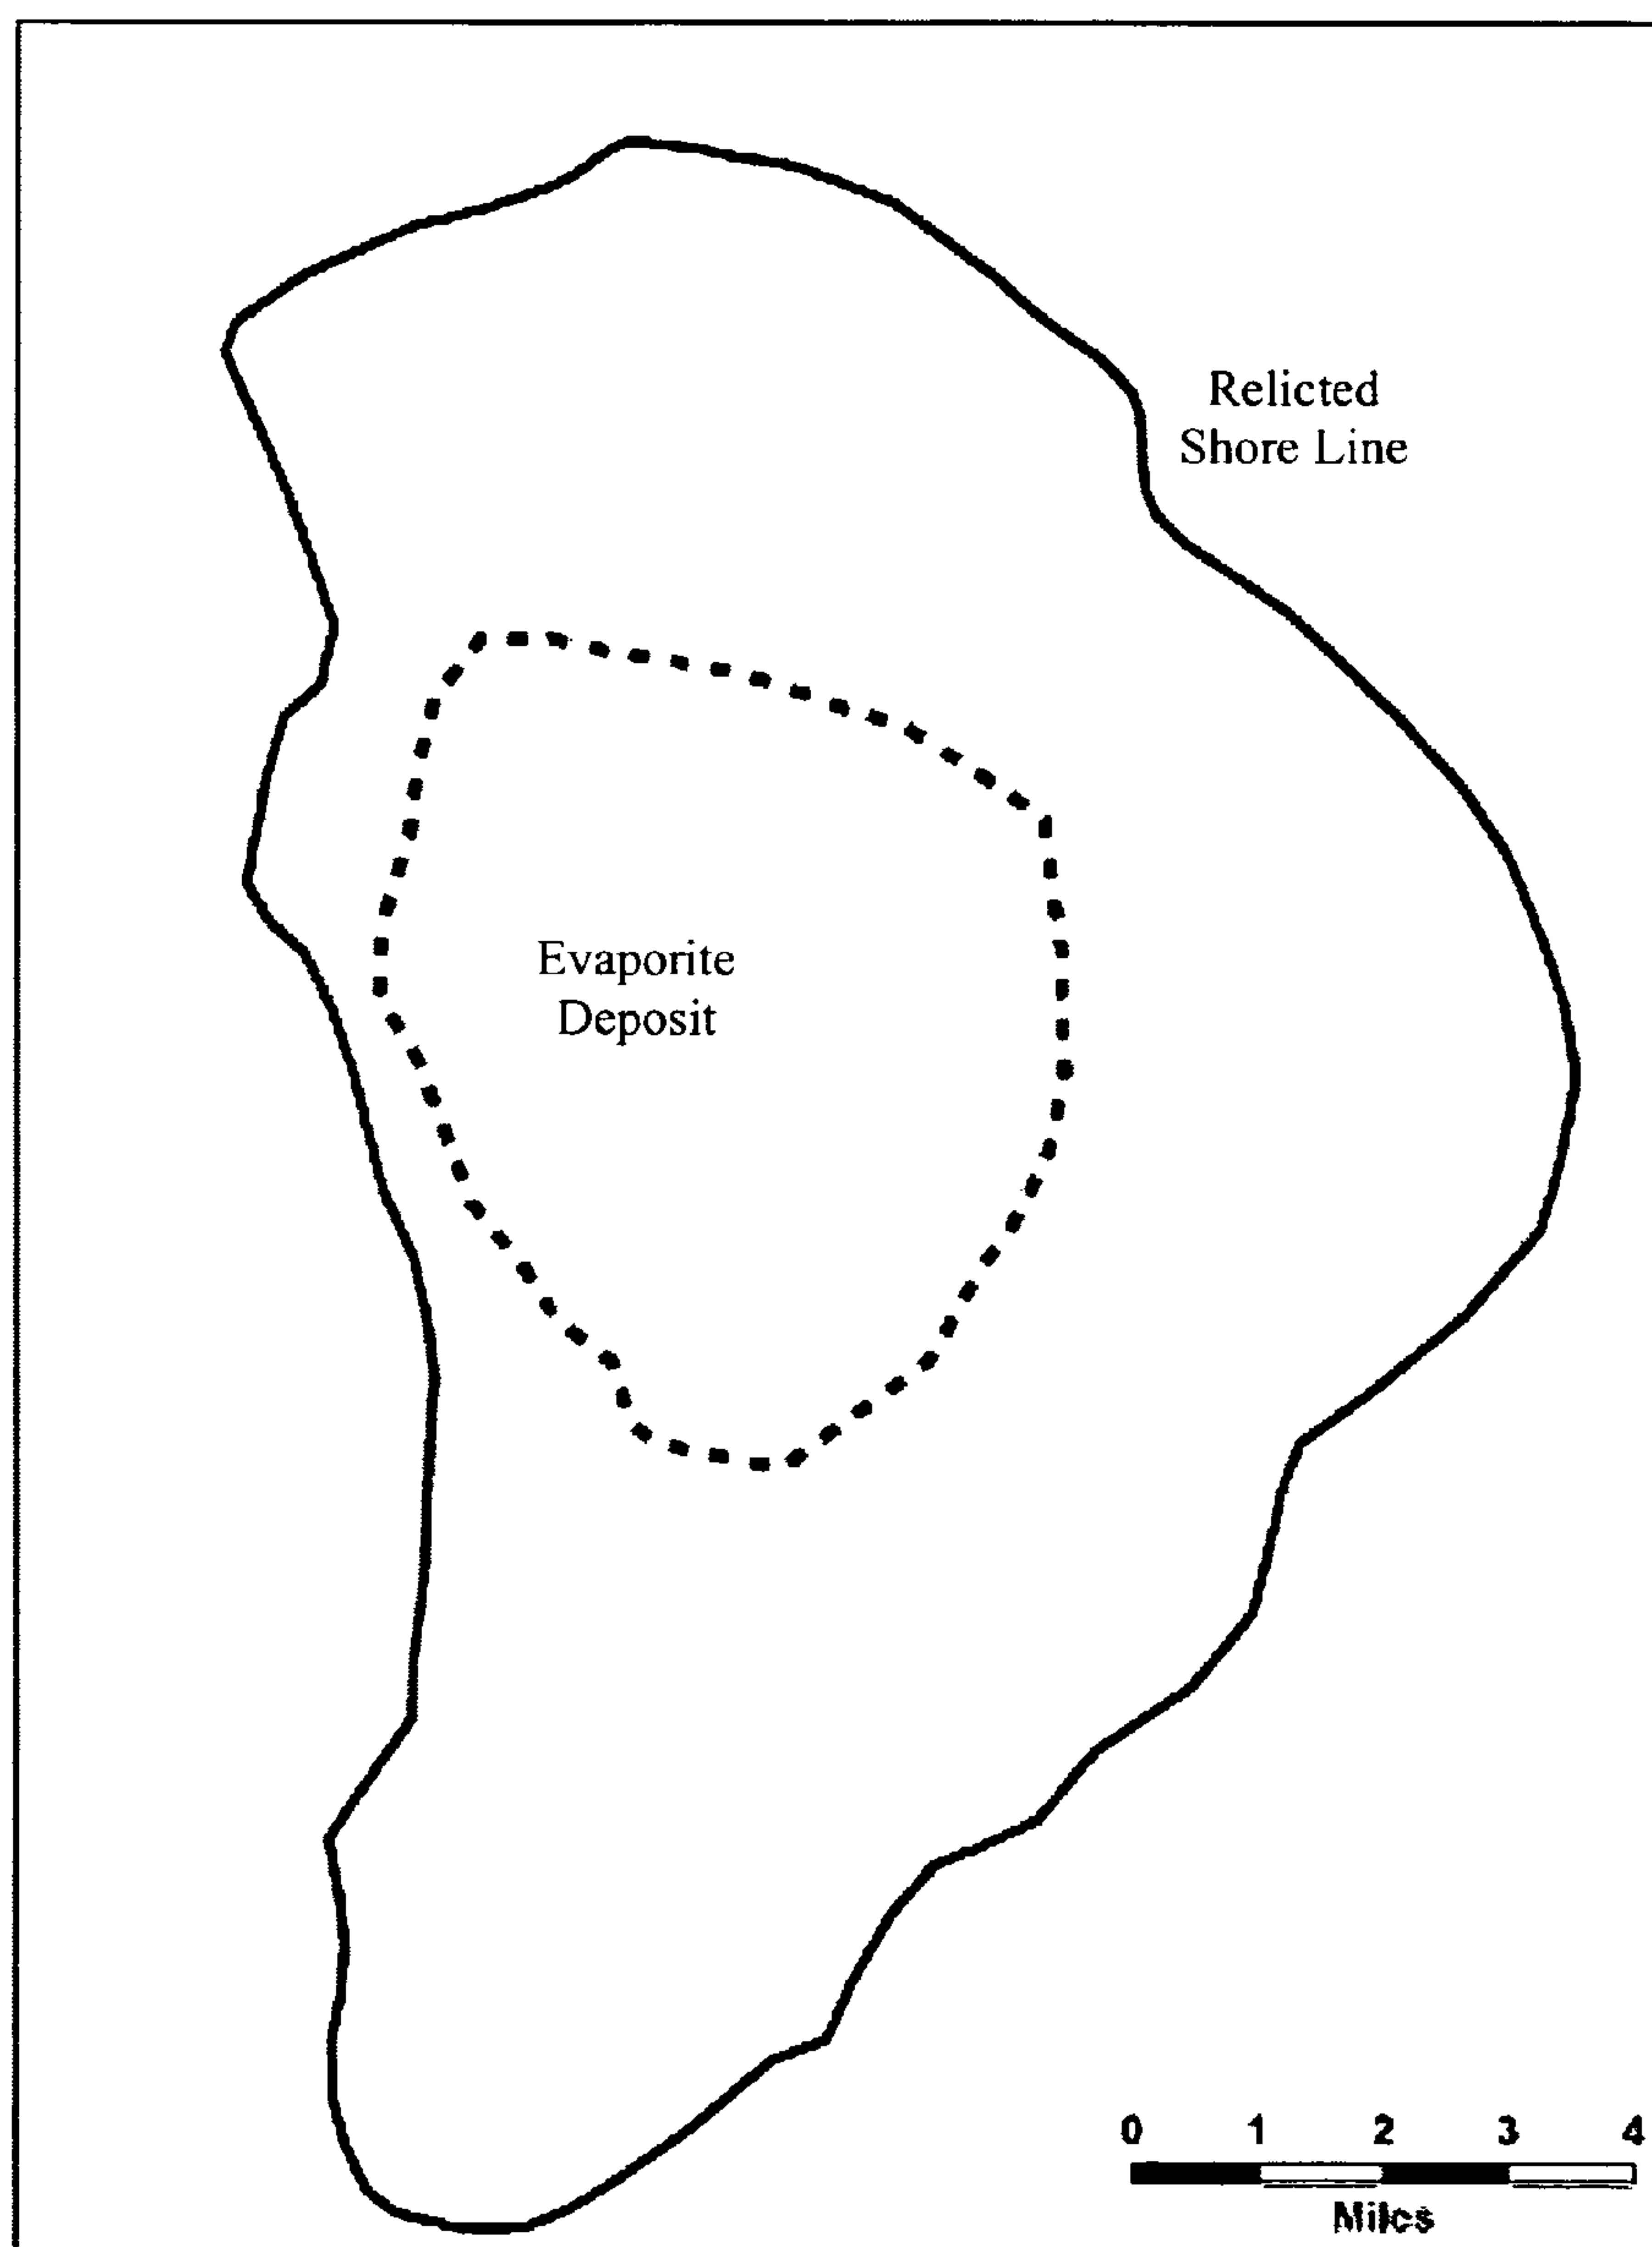 Relicted
Shore Line
Evaporite
Deposit
0 1 2 3 4
Miles